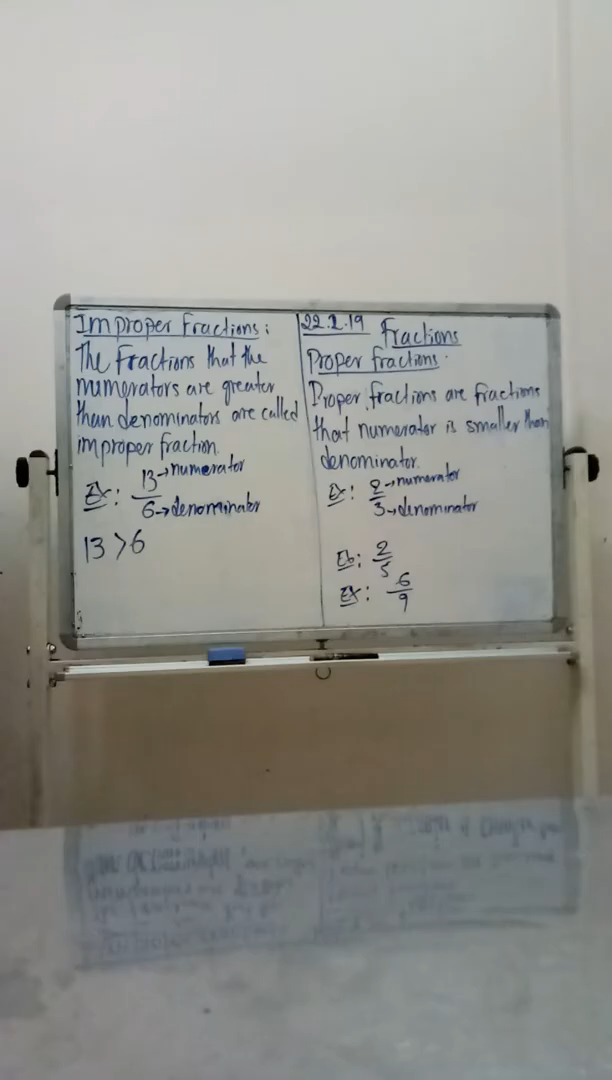 22.1.19 Fractions
Proper fractions.
Proper fractions are fractions
that numerator is smaller than
denominator.
Ex: 2/3 → numerator
→ denominator
Ex: 2/5
Ex: 6/9
Improper Fractions:
The fractions that the
numerators are greater
than denominators are called
improper fraction.
Ex: 13/6 → numerator
→ denominator
13 > 6